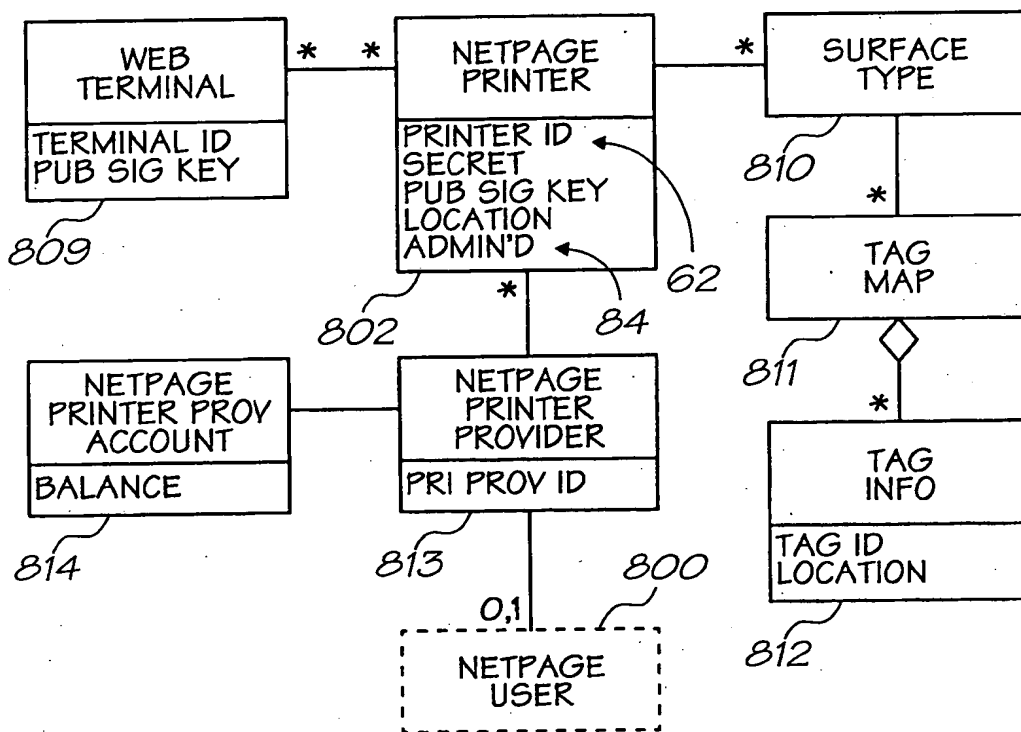 WEB
TERMINAL
TERMINAL ID
PUB SIG KEY
809
*
*
NETPAGE
PRINTER
PRINTER ID
SECRET
PUB SIG KEY
LOCATION
ADMIN'D
802
62
84
*
*
SURFACE
TYPE
810
*
TAG
MAP
811
*
TAG
INFO
TAG ID
LOCATION
812
NETPAGE
PRINTER PROV
ACCOUNT
BALANCE
814
NETPAGE
PRINTER
PROVIDER
PRI PROV ID
813
800
0,1
NETPAGE
USER